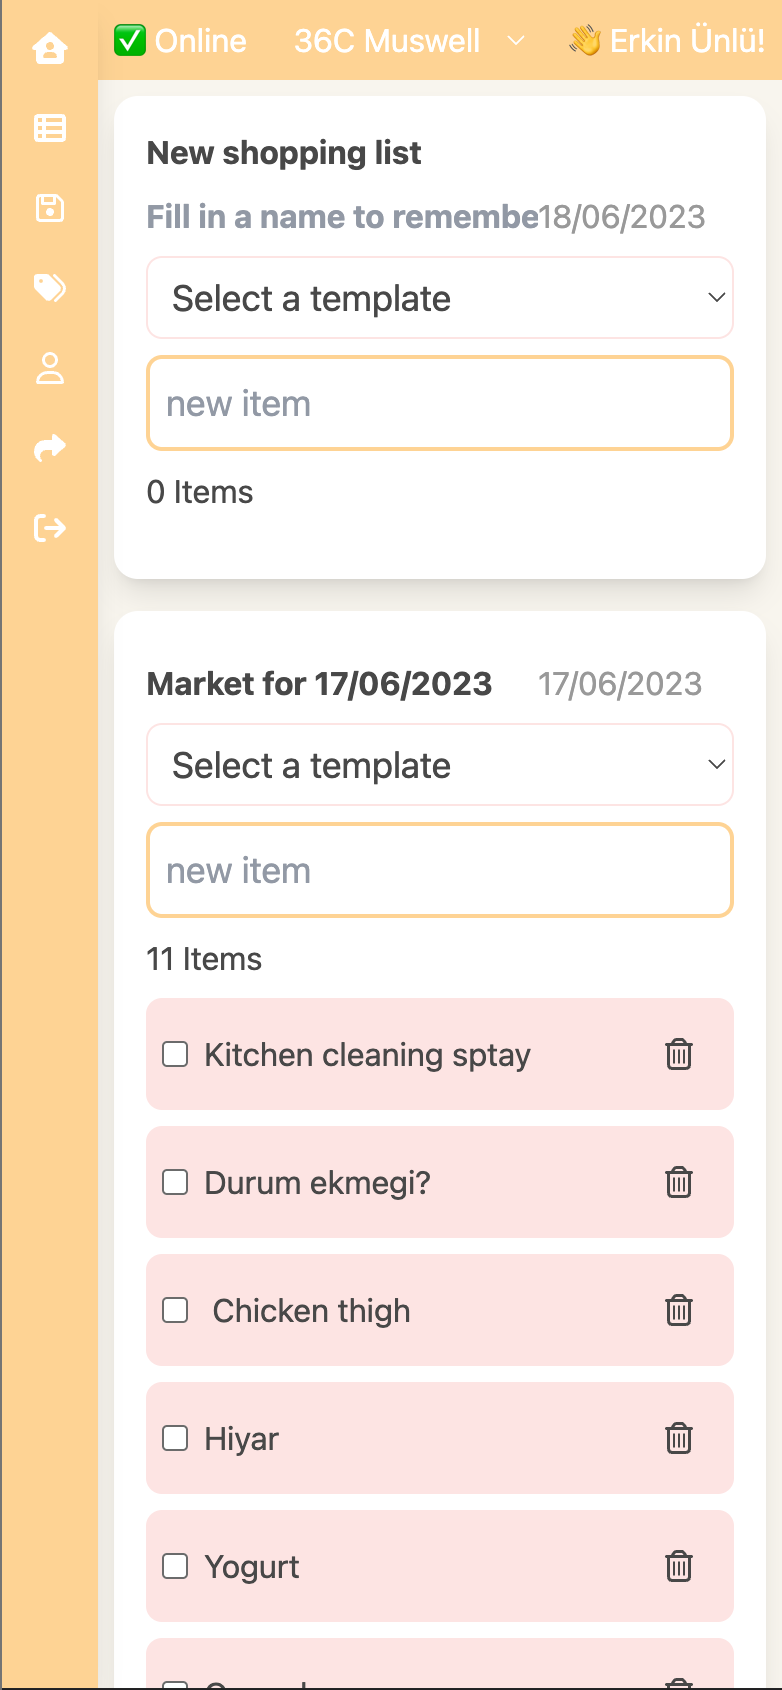 ✅ Online 36C Muswell 👋 Erkin Ünlü!
New shopping list
Fill in a name to remembe 18/06/2023
Select a template
new item
0 Items
Market for 17/06/2023 17/06/2023
Select a template
new item
11 Items
Kitchen cleaning sptay
Durum ekmegi?
Chicken thigh
Hiyar
Yogurt